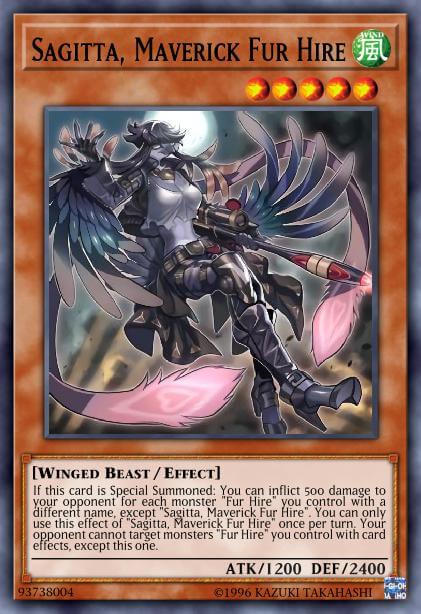 Sagitta, Maverick Fur Hire
WIND
風
[Winged Beast / Effect]
If this card is Special Summoned: You can inflict 500 damage to
your opponent for each monster "Fur Hire" you control with a
different name, except "Sagitta, Maverick Fur Hire". You can only
use this effect of "Sagitta, Maverick Fur Hire" once per turn. Your
opponent cannot target monsters "Fur Hire" you control with card
effects, except this one.
ATK/1200 DEF/2400
93738004
©1996 KAZUKI TAKAHASHI